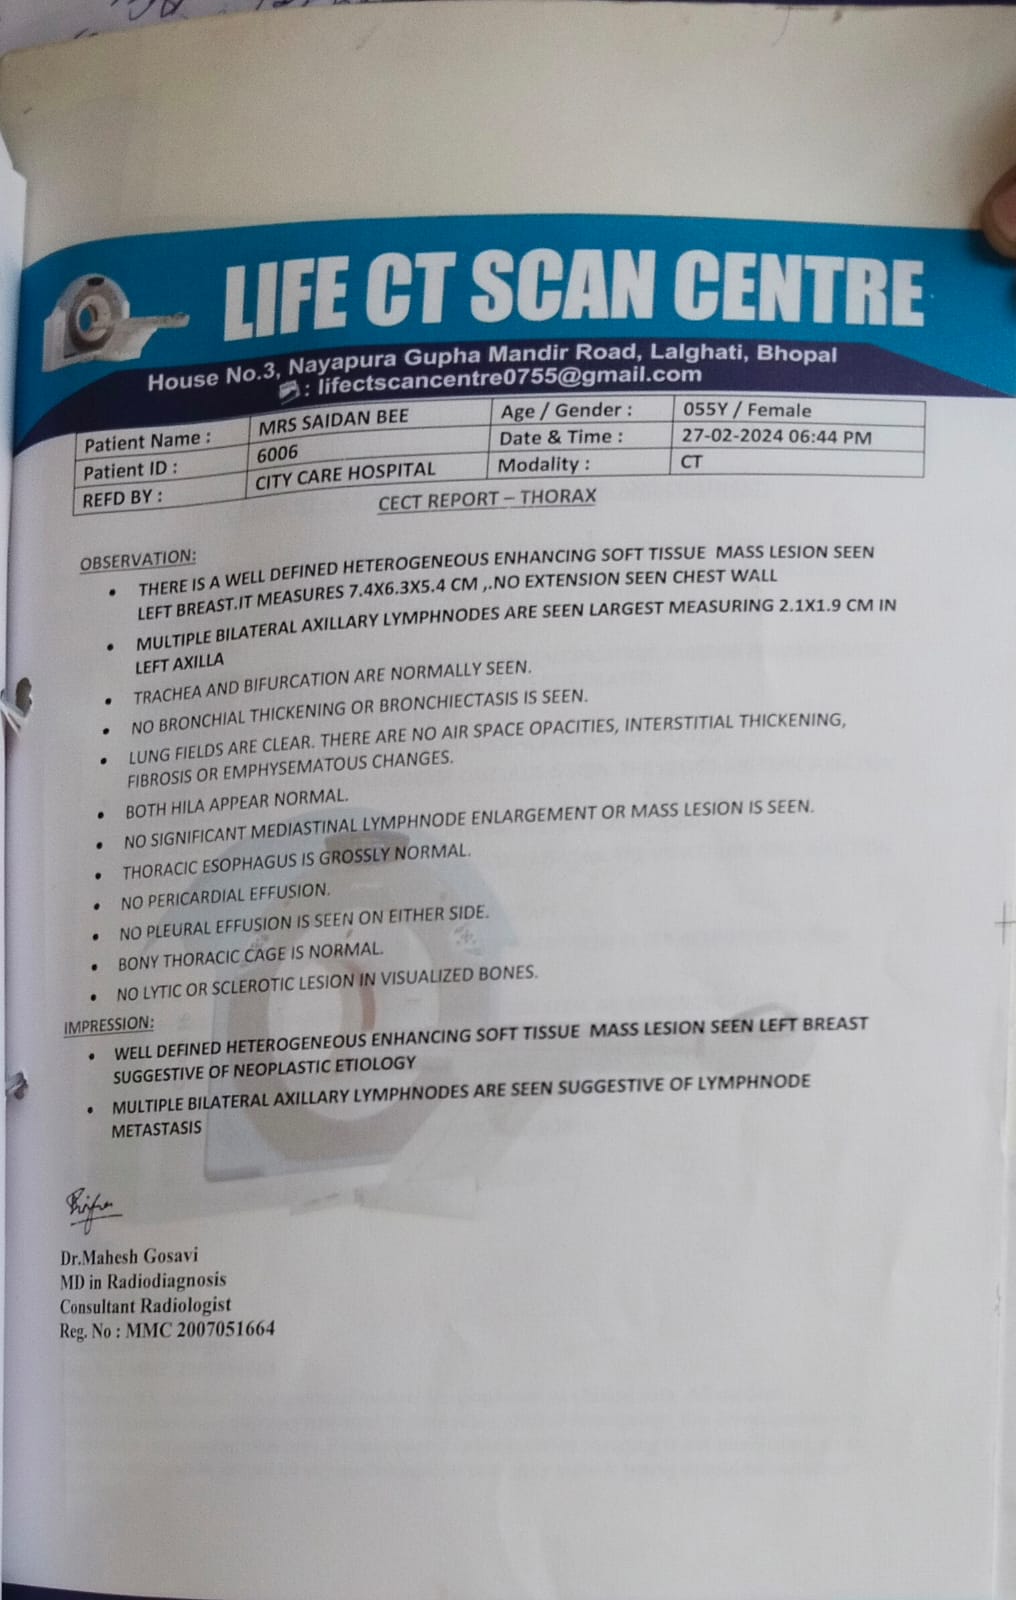 LIFE CT SCAN CENTRE
House No.3, Nayapura Gupha Mandir Road, Lalghati, Bhopal
: lifectscancentre0755@gmail.com
Patient Name : MRS SAIDAN BEE Age / Gender : 055Y / Female
Patient ID : 6006 Date & Time : 27-02-2024 06:44 PM
REFD BY : CITY CARE HOSPITAL Modality : CT
CECT REPORT – THORAX
OBSERVATION:
• THERE IS A WELL DEFINED HETEROGENEOUS ENHANCING SOFT TISSUE MASS LESION SEEN
LEFT BREAST.IT MEASURES 7.4X6.3X5.4 CM ,.NO EXTENSION SEEN CHEST WALL
• MULTIPLE BILATERAL AXILLARY LYMPHNODES ARE SEEN LARGEST MEASURING 2.1X1.9 CM IN
LEFT AXILLA
• TRACHEA AND BIFURCATION ARE NORMALLY SEEN.
• NO BRONCHIAL THICKENING OR BRONCHIECTASIS IS SEEN.
• LUNG FIELDS ARE CLEAR. THERE ARE NO AIR SPACE OPACITIES, INTERSTITIAL THICKENING,
FIBROSIS OR EMPHYSEMATOUS CHANGES.
• BOTH HILA APPEAR NORMAL.
• NO SIGNIFICANT MEDIASTINAL LYMPHNODE ENLARGEMENT OR MASS LESION IS SEEN.
• THORACIC ESOPHAGUS IS GROSSLY NORMAL.
• NO PERICARDIAL EFFUSION.
• NO PLEURAL EFFUSION IS SEEN ON EITHER SIDE.
• BONY THORACIC CAGE IS NORMAL.
• NO LYTIC OR SCLEROTIC LESION IN VISUALIZED BONES.
IMPRESSION:
• WELL DEFINED HETEROGENEOUS ENHANCING SOFT TISSUE MASS LESION SEEN LEFT BREAST
SUGGESTIVE OF NEOPLASTIC ETIOLOGY
• MULTIPLE BILATERAL AXILLARY LYMPHNODES ARE SEEN SUGGESTIVE OF LYMPHNODE
METASTASIS
Dr.Mahesh Gosavi
MD in Radiodiagnosis
Consultant Radiologist
Reg. No : MMC 2007051664